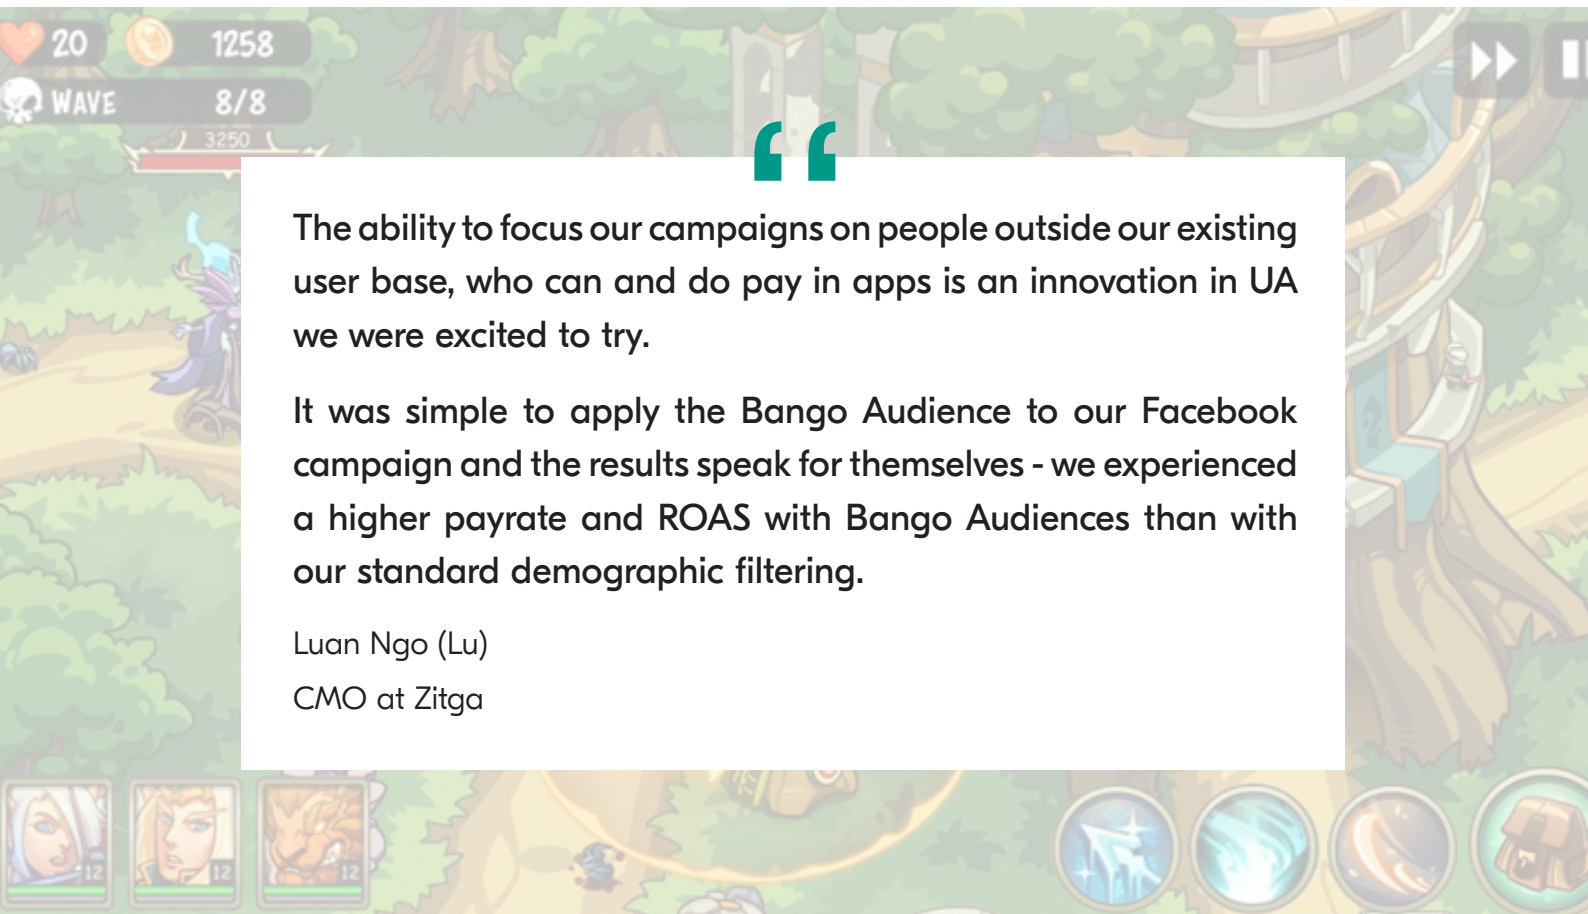 20 1258
WAVE 8/8
3250
“
The ability to focus our campaigns on people outside our existing
user base, who can and do pay in apps is an innovation in UA
we were excited to try.
It was simple to apply the Bango Audience to our Facebook
campaign and the results speak for themselves - we experienced
a higher payrate and ROAS with Bango Audiences than with
our standard demographic filtering.
Luan Ngo (Lu)
CMO at Zitga
12 12 12